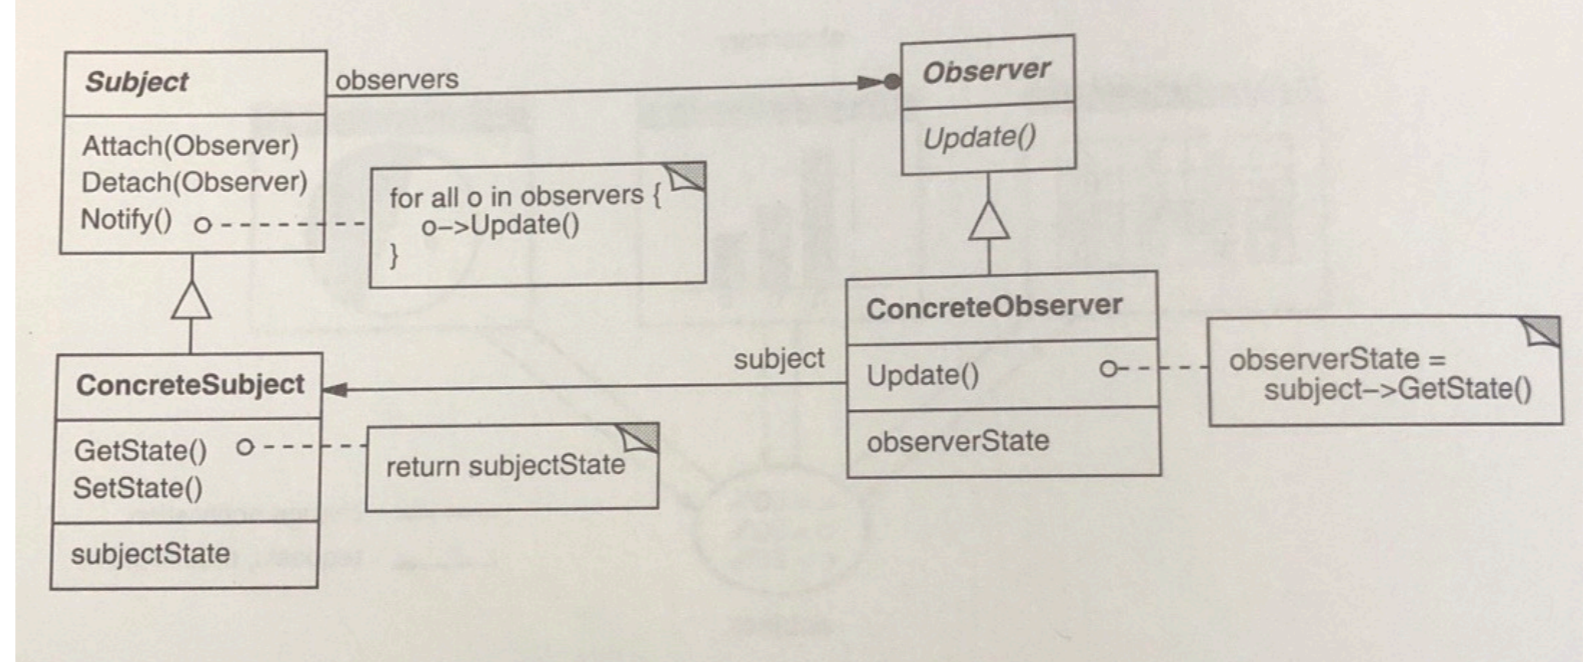 Subject
observers
Observer
Attach(Observer)
Detach(Observer)
Notify()
for all o in observers {
o->Update()
}
Update()
ConcreteSubject
GetState()
SetState()
subjectState
return subjectState
subject
ConcreteObserver
Update()
observerState
observerState =
subject->GetState()